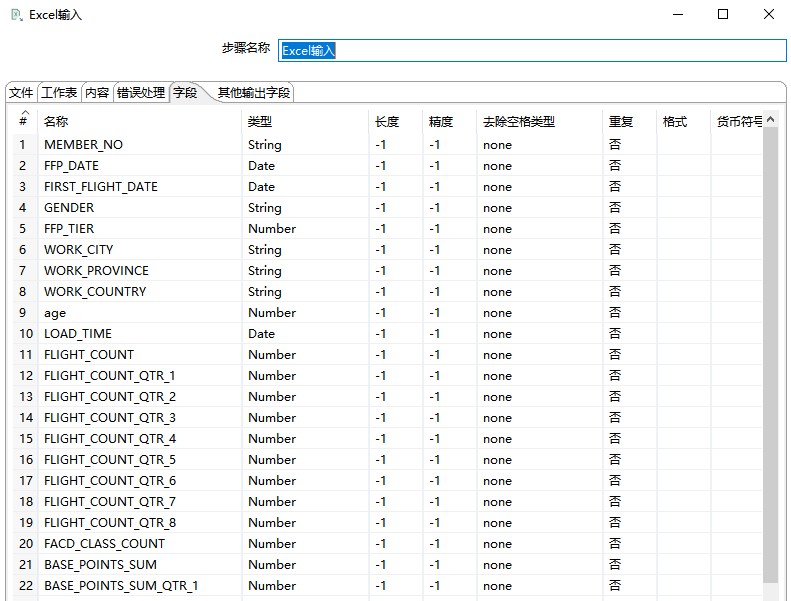 Excel输入
步骤名称 Excel输入
文件 工作表 内容 错误处理 字段 其他输出字段
# 名称 类型 长度 精度 去除空格类型 重复 格式 货币符号
1 MEMBER_NO String -1 -1 none 否
2 FFP_DATE Date -1 -1 none 否
3 FIRST_FLIGHT_DATE Date -1 -1 none 否
4 GENDER String -1 -1 none 否
5 FFP_TIER Number -1 -1 none 否
6 WORK_CITY String -1 -1 none 否
7 WORK_PROVINCE String -1 -1 none 否
8 WORK_COUNTRY String -1 -1 none 否
9 age Number -1 -1 none 否
10 LOAD_TIME Date -1 -1 none 否
11 FLIGHT_COUNT Number -1 -1 none 否
12 FLIGHT_COUNT_QTR_1 Number -1 -1 none 否
13 FLIGHT_COUNT_QTR_2 Number -1 -1 none 否
14 FLIGHT_COUNT_QTR_3 Number -1 -1 none 否
15 FLIGHT_COUNT_QTR_4 Number -1 -1 none 否
16 FLIGHT_COUNT_QTR_5 Number -1 -1 none 否
17 FLIGHT_COUNT_QTR_6 Number -1 -1 none 否
18 FLIGHT_COUNT_QTR_7 Number -1 -1 none 否
19 FLIGHT_COUNT_QTR_8 Number -1 -1 none 否
20 FACD_CLASS_COUNT Number -1 -1 none 否
21 BASE_POINTS_SUM Number -1 -1 none 否
22 BASE_POINTS_SUM_QTR_1 Number -1 -1 none 否